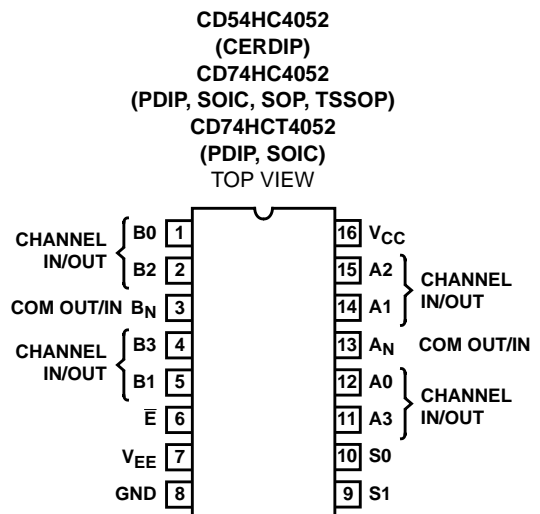 CD54HC4052
(CERDIP)
CD74HC4052
(PDIP, SOIC, SOP, TSSOP)
CD74HCT4052
(PDIP, SOIC)
TOP VIEW
CHANNEL IN/OUT
B0 1
B2 2
COM OUT/IN BN 3
CHANNEL IN/OUT
B3 4
B1 5
E̅ 6
VEE 7
GND 8
16 VCC
15 A2
14 A1
CHANNEL IN/OUT
13 AN COM OUT/IN
12 A0
11 A3
CHANNEL IN/OUT
10 S0
9 S1